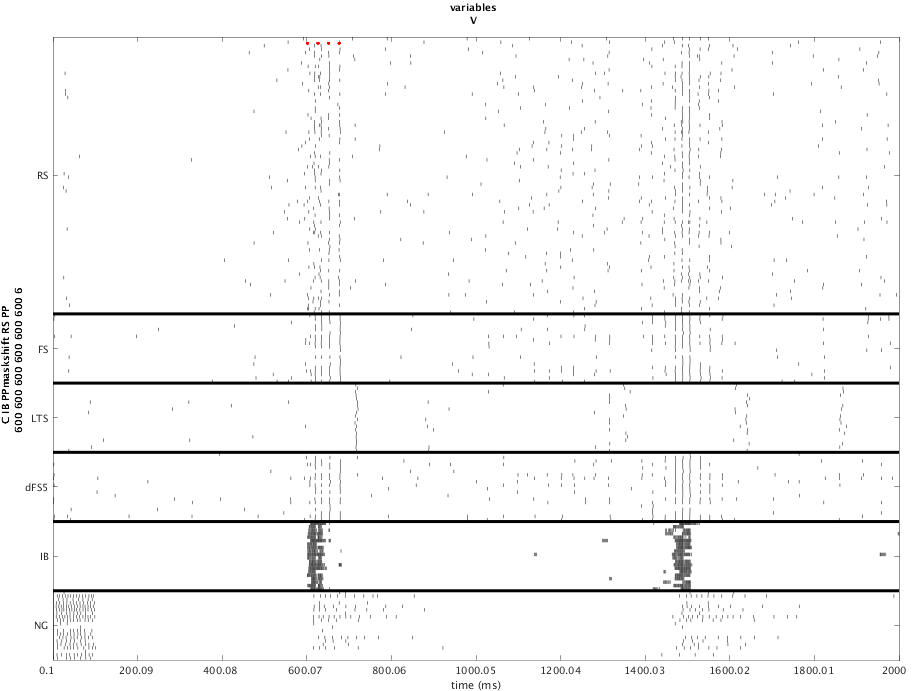 variables
V
C IB PPmaskshift RS PP
600 600 600 600 600 600 600 6
RS
FS
LTS
dFS5
IB
NG
0.1 200.09 400.08 600.07 800.06 1000.05 1200.04 1400.03 1600.02 1800.01 2000
time (ms)